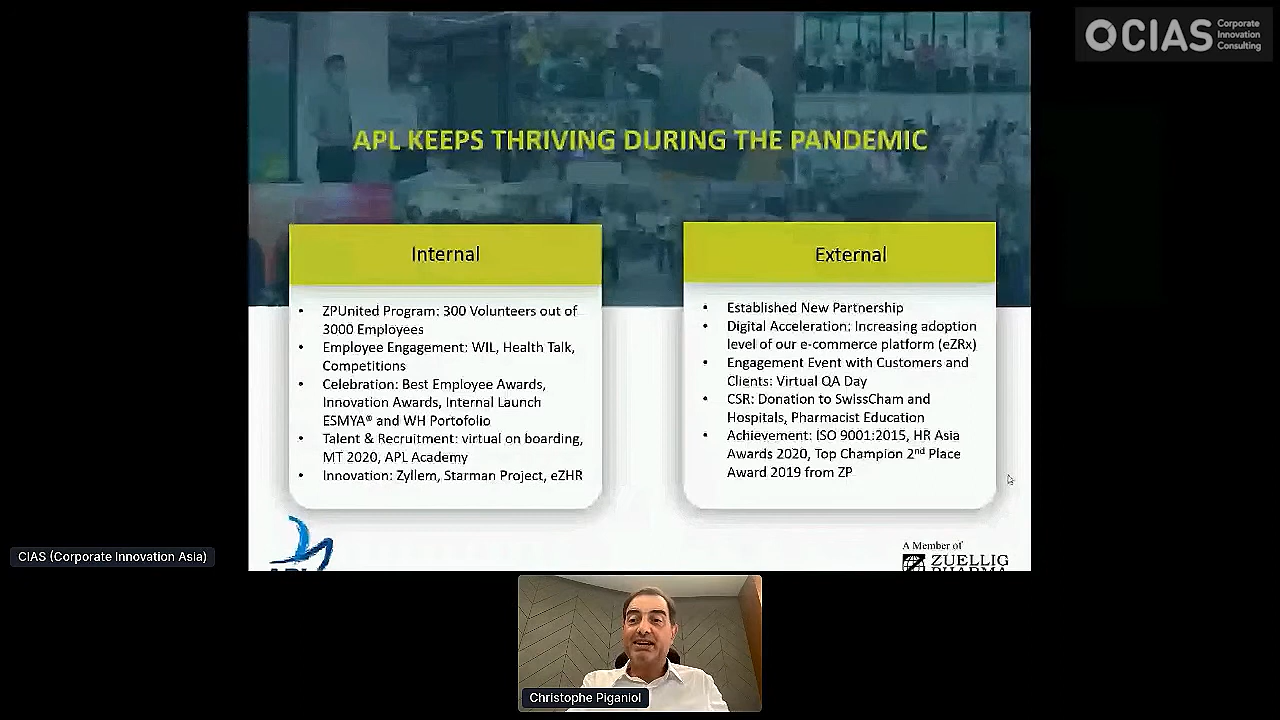 OCIAS
Corporate
Innovation
Consulting
APL KEEPS THRIVING DURING THE PANDEMIC
Internal
• ZPUnited Program: 300 Volunteers out of
3000 Employees
• Employee Engagement: WIL, Health Talk,
Competitions
• Celebration: Best Employee Awards,
Innovation Awards, Internal Launch
ESMYA® and WH Portofolio
• Talent & Recruitment: virtual on boarding,
MT 2020, APL Academy
• Innovation: Zyllem, Starman Project, eZHR
External
• Established New Partnership
• Digital Acceleration: Increasing adoption
level of our e-commerce platform (eZRx)
• Engagement Event with Customers and
Clients: Virtual QA Day
• CSR: Donation to SwissCham and
Hospitals, Pharmacist Education
• Achievement: ISO 9001:2015, HR Asia
Awards 2020, Top Champion 2nd Place
Award 2019 from ZP
APL
A Member of
ZUELLIG
PHARMA
CIAS (Corporate Innovation Asia)
Christophe Piganiol